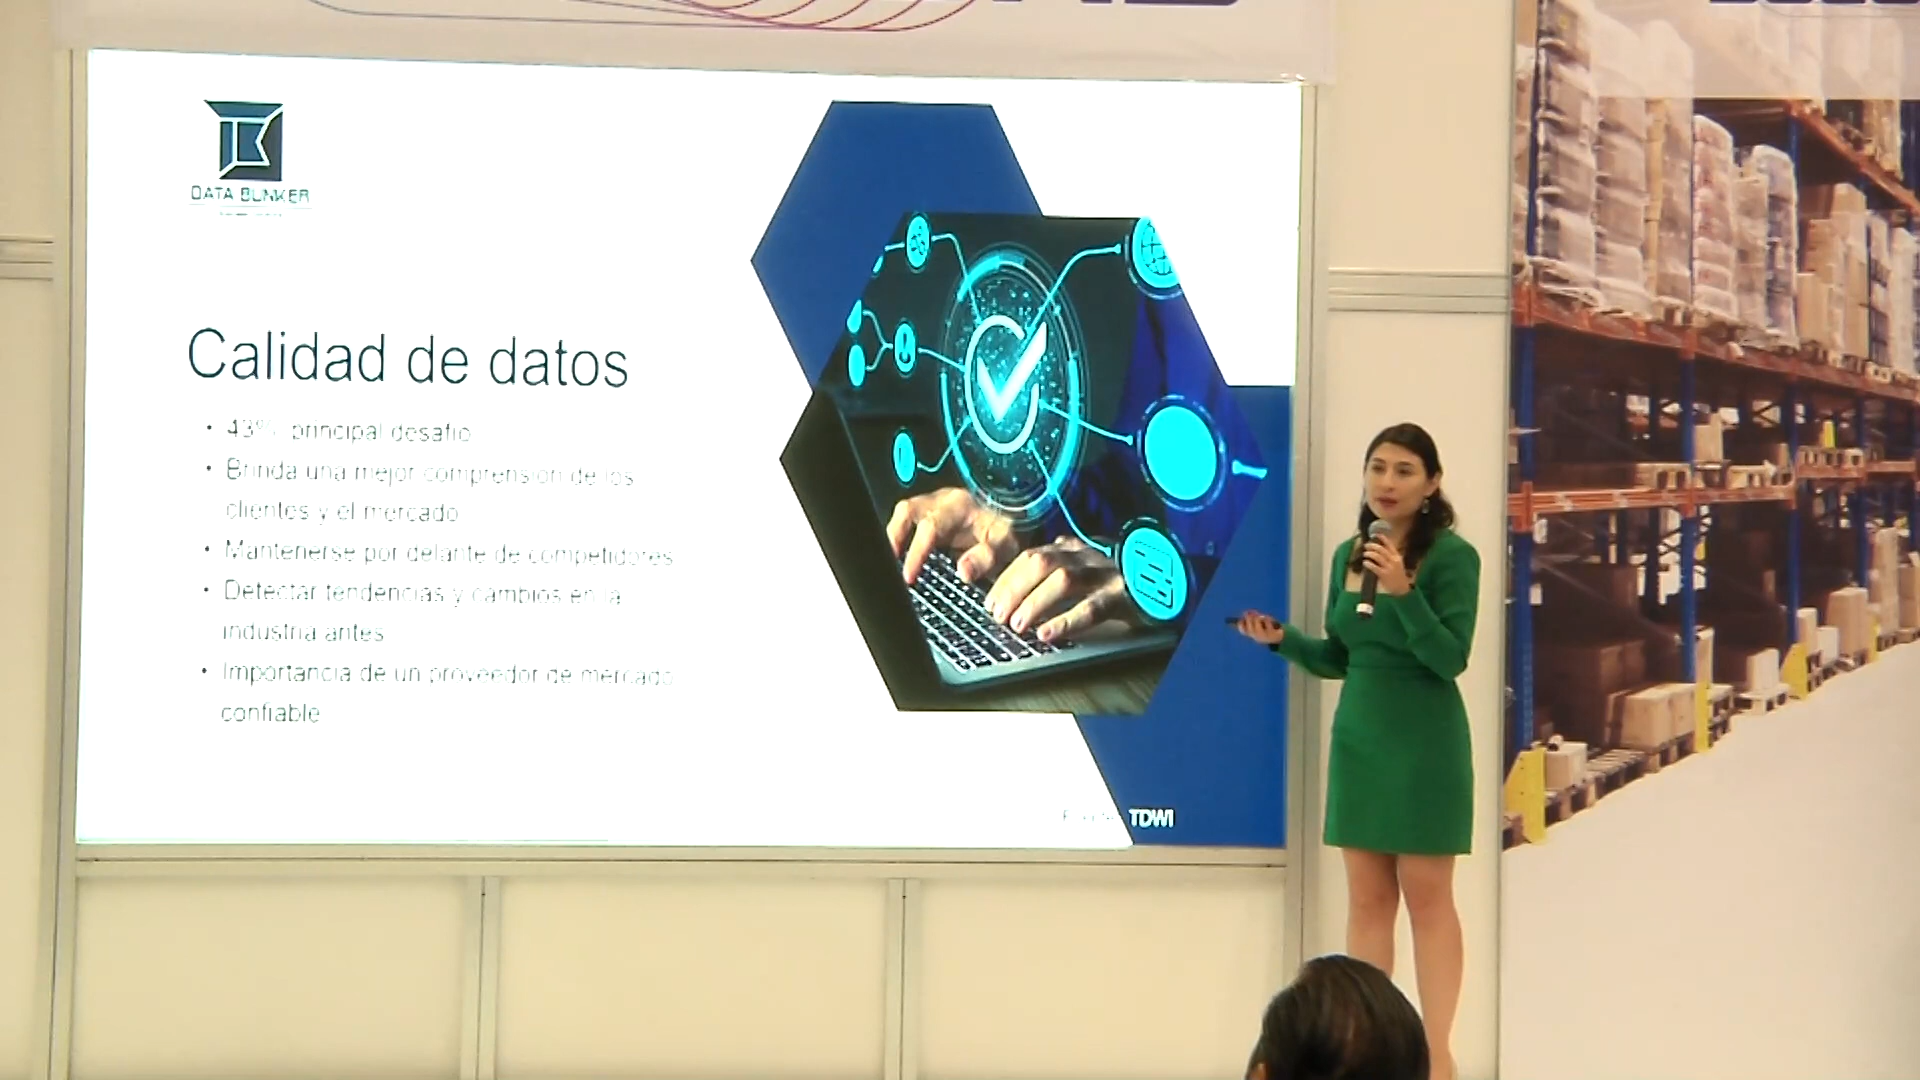 DATA BUNKER
Calidad de datos
• 43% principal desafío
• Brinda una mejor comprensión de los
clientes y el mercado
• Mantenerse por delante de competidores
• Detectar tendencias y cambios en la
industria antes
• Importancia de un proveedor de mercado
confiable
TDWI